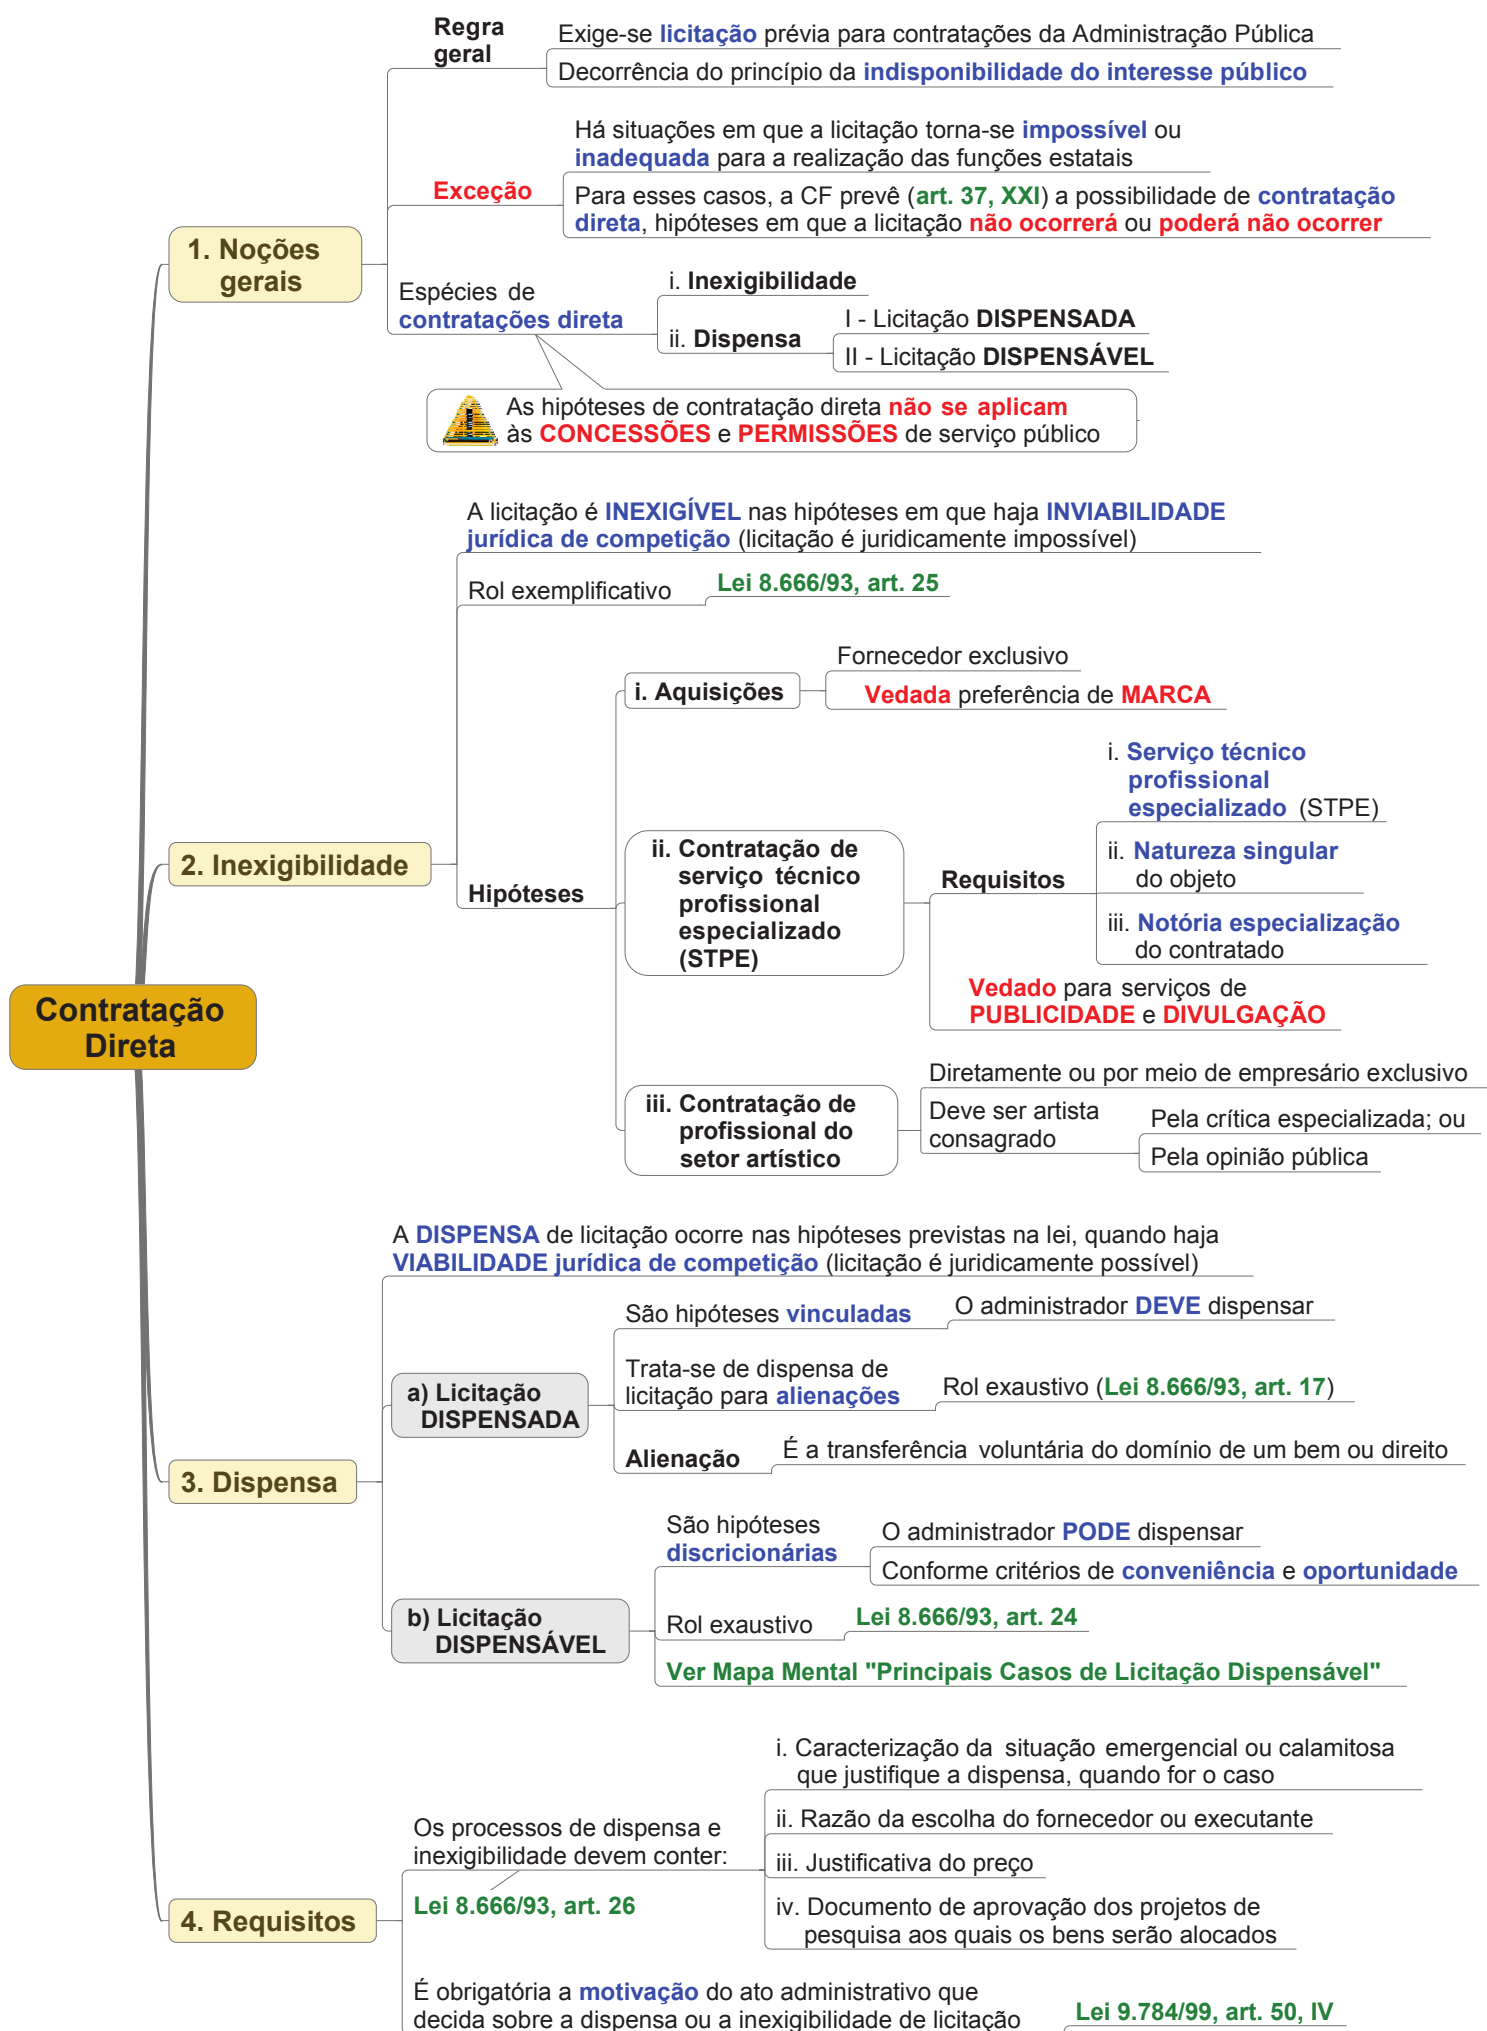 Contratação
Direta
1. Noções
gerais
Regra
geral
Exige-se licitação prévia para contratações da Administração Pública
Decorrência do princípio da indisponibilidade do interesse público
Exceção
Há situações em que a licitação torna-se impossível ou
inadequada para a realização das funções estatais
Para esses casos, a CF prevê (art. 37, XXI) a possibilidade de contratação
direta, hipóteses em que a licitação não ocorrerá ou poderá não ocorrer
Espécies de
contratações direta
i. Inexigibilidade
ii. Dispensa
I - Licitação DISPENSADA
II - Licitação DISPENSÁVEL
As hipóteses de contratação direta não se aplicam
às CONCESSÕES e PERMISSÕES de serviço público
2. Inexigibilidade
A licitação é INEXIGÍVEL nas hipóteses em que haja INVIABILIDADE
jurídica de competição (licitação é juridicamente impossível)
Rol exemplificativo
Lei 8.666/93, art. 25
Hipóteses
i. Aquisições
Fornecedor exclusivo
Vedada preferência de MARCA
ii. Contratação de
serviço técnico
profissional
especializado
(STPE)
Requisitos
i. Serviço técnico
profissional
especializado (STPE)
ii. Natureza singular
do objeto
iii. Notória especialização
do contratado
Vedado para serviços de
PUBLICIDADE e DIVULGAÇÃO
iii. Contratação de
profissional do
setor artístico
Diretamente ou por meio de empresário exclusivo
Deve ser artista
consagrado
Pela crítica especializada; ou
Pela opinião pública
3. Dispensa
A DISPENSA de licitação ocorre nas hipóteses previstas na lei, quando haja
VIABILIDADE jurídica de competição (licitação é juridicamente possível)
a) Licitação
DISPENSADA
São hipóteses vinculadas
O administrador DEVE dispensar
Trata-se de dispensa de
licitação para alienações
Rol exaustivo (Lei 8.666/93, art. 17)
Alienação
É a transferência voluntária do domínio de um bem ou direito
b) Licitação
DISPENSÁVEL
São hipóteses
discricionárias
O administrador PODE dispensar
Conforme critérios de conveniência e oportunidade
Rol exaustivo
Lei 8.666/93, art. 24
Ver Mapa Mental "Principais Casos de Licitação Dispensável"
4. Requisitos
Os processos de dispensa e
inexigibilidade devem conter:
Lei 8.666/93, art. 26
i. Caracterização da situação emergencial ou calamitosa
que justifique a dispensa, quando for o caso
ii. Razão da escolha do fornecedor ou executante
iii. Justificativa do preço
iv. Documento de aprovação dos projetos de
pesquisa aos quais os bens serão alocados
É obrigatória a motivação do ato administrativo que
decida sobre a dispensa ou a inexigibilidade de licitação
Lei 9.784/99, art. 50, IV